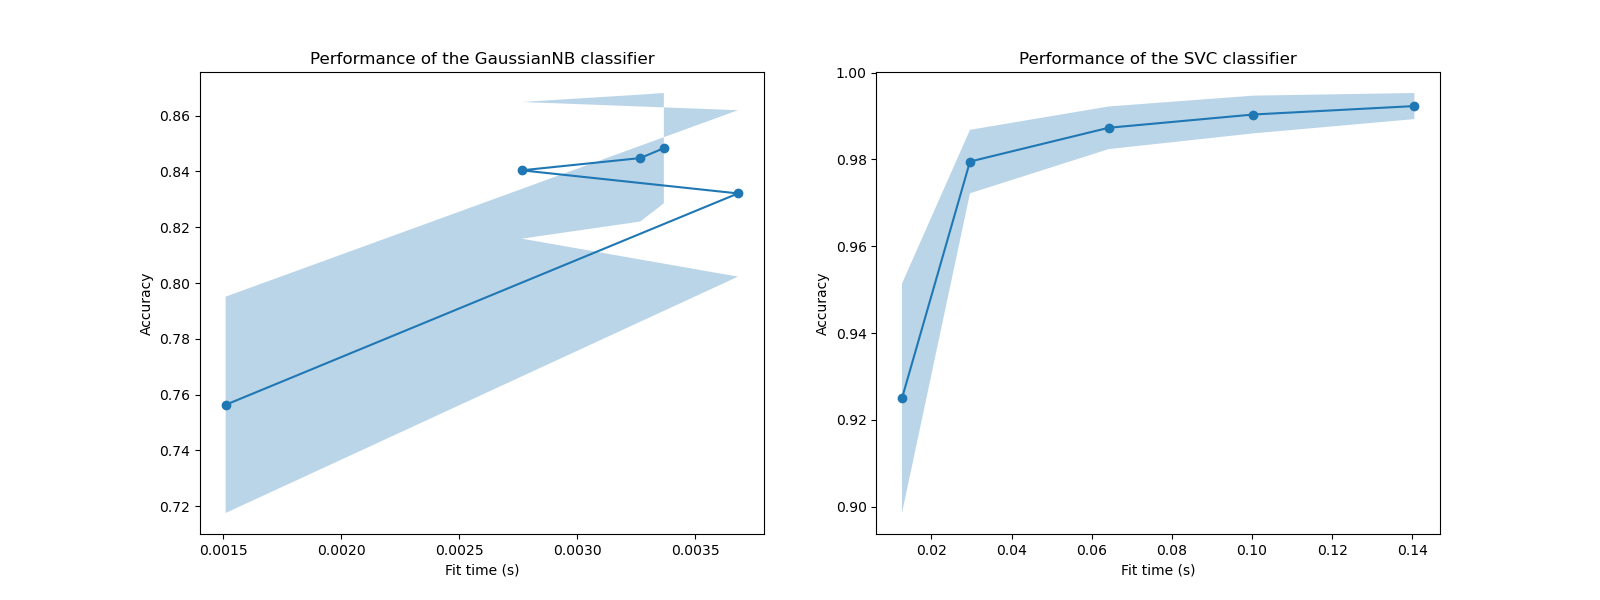 Performance of the GaussianNB classifier
Accuracy
0.86
0.84
0.82
0.80
0.78
0.76
0.74
0.72
0.0015 0.0020 0.0025 0.0030 0.0035
Fit time (s)
Performance of the SVC classifier
Accuracy
1.00
0.98
0.96
0.94
0.92
0.90
0.02 0.04 0.06 0.08 0.10 0.12 0.14
Fit time (s)